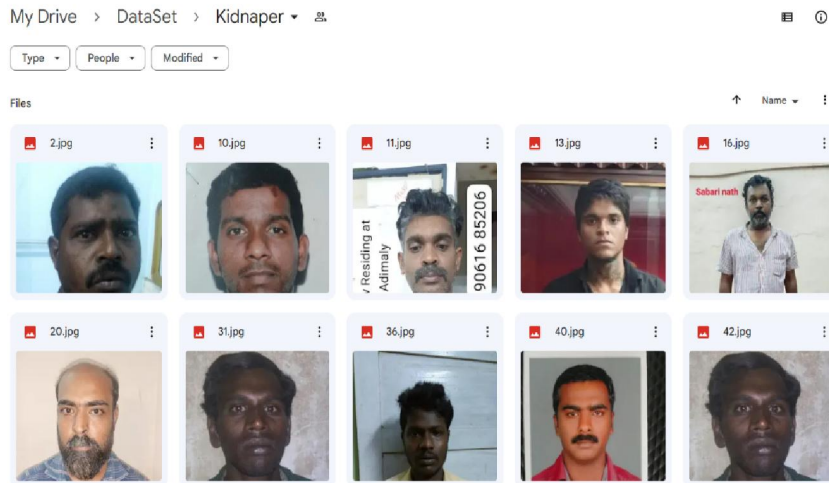 My Drive > DataSet > Kidnaper
Type
People
Modified
Files
Name
2.jpg
10.jpg
11.jpg
13.jpg
16.jpg
Residing at
Adimaly
90616 85206
Sabari nath
20.jpg
31.jpg
36.jpg
40.jpg
42.jpg